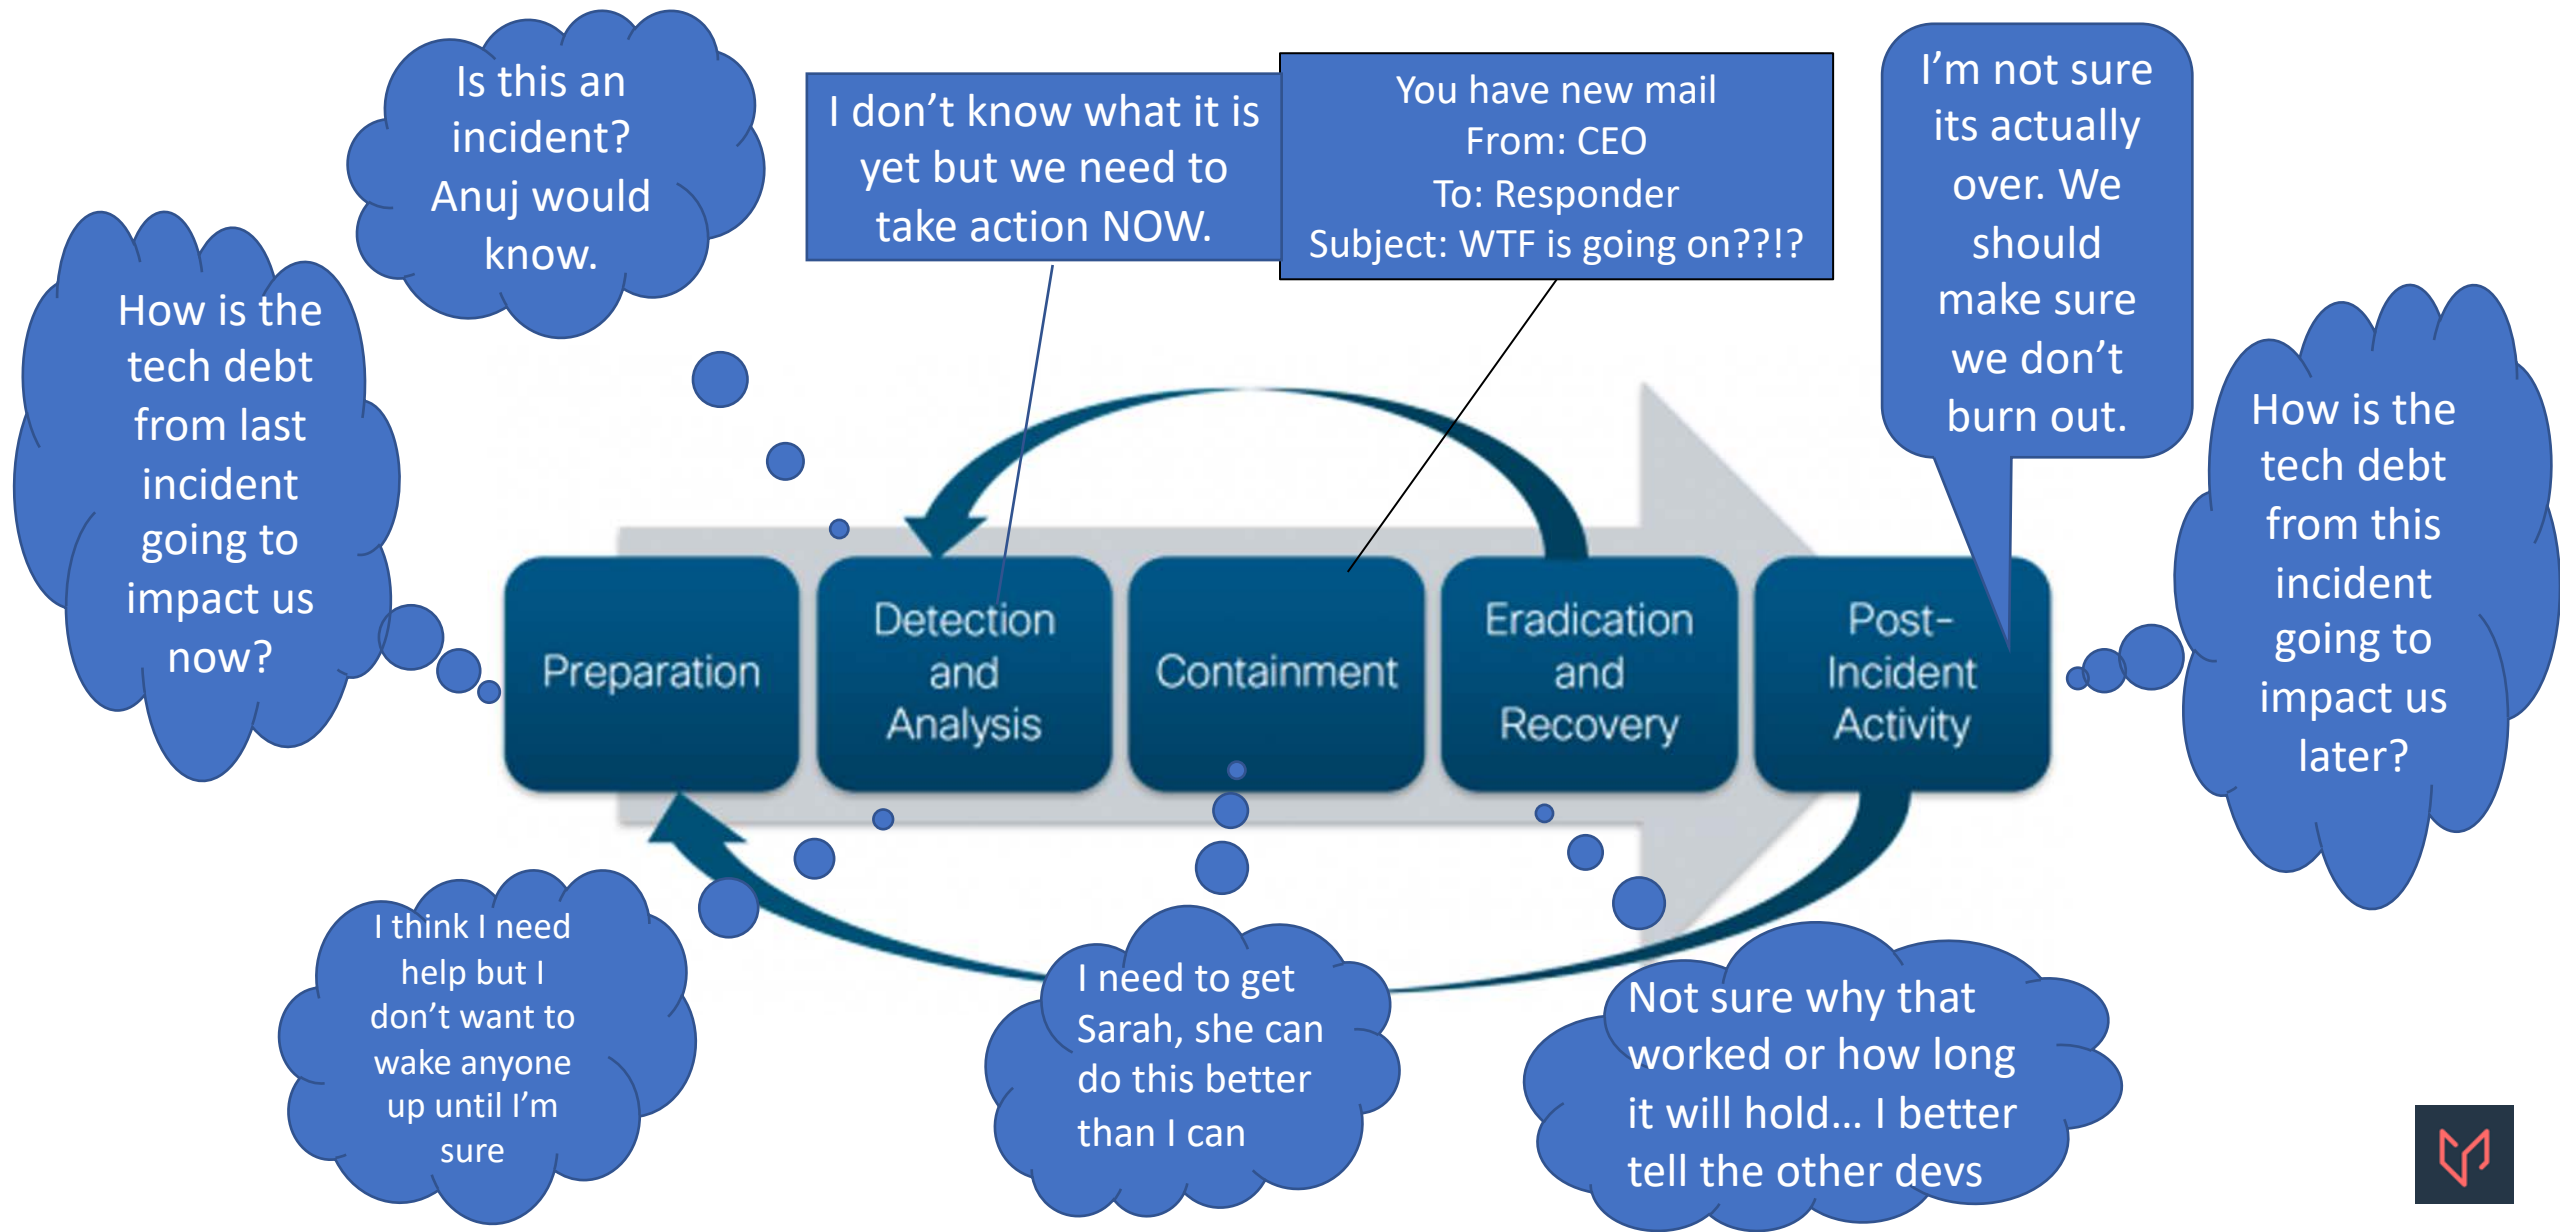 Is this an
incident?
Anuj would
know.
I don’t know what it is
yet but we need to
take action NOW.
You have new mail
From: CEO
To: Responder
Subject: WTF is going on??!?
I’m not sure
its actually
over. We
should
make sure
we don’t
burn out.
How is the
tech debt
from last
incident
going to
impact us
now?
How is the
tech debt
from this
incident
going to
impact us
later?
Preparation
Detection
and
Analysis
Containment
Eradication
and
Recovery
Post-
Incident
Activity
I think I need
help but I
don’t want to
wake anyone
up until I’m
sure
I need to get
Sarah, she can
do this better
than I can
Not sure why that
worked or how long
it will hold... I better
tell the other devs